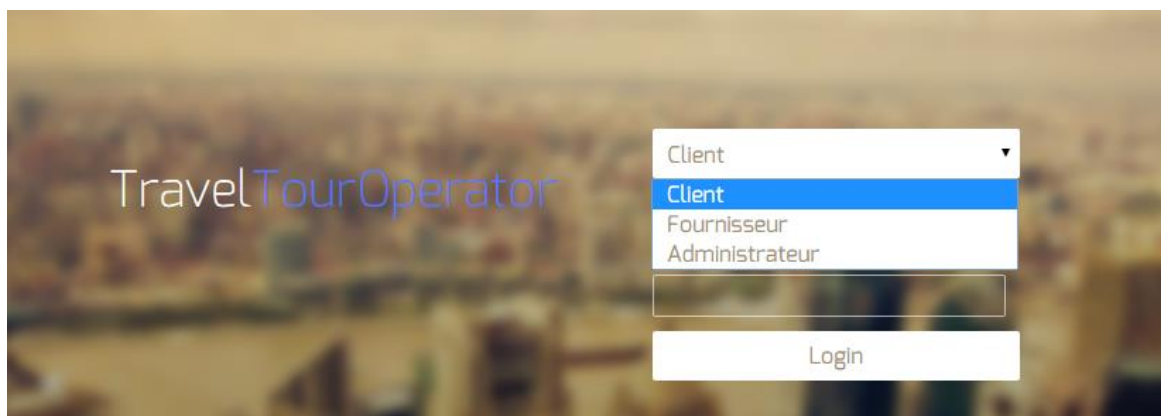 TravelTourOperator
Client
Client
Fournisseur
Administrateur
Login